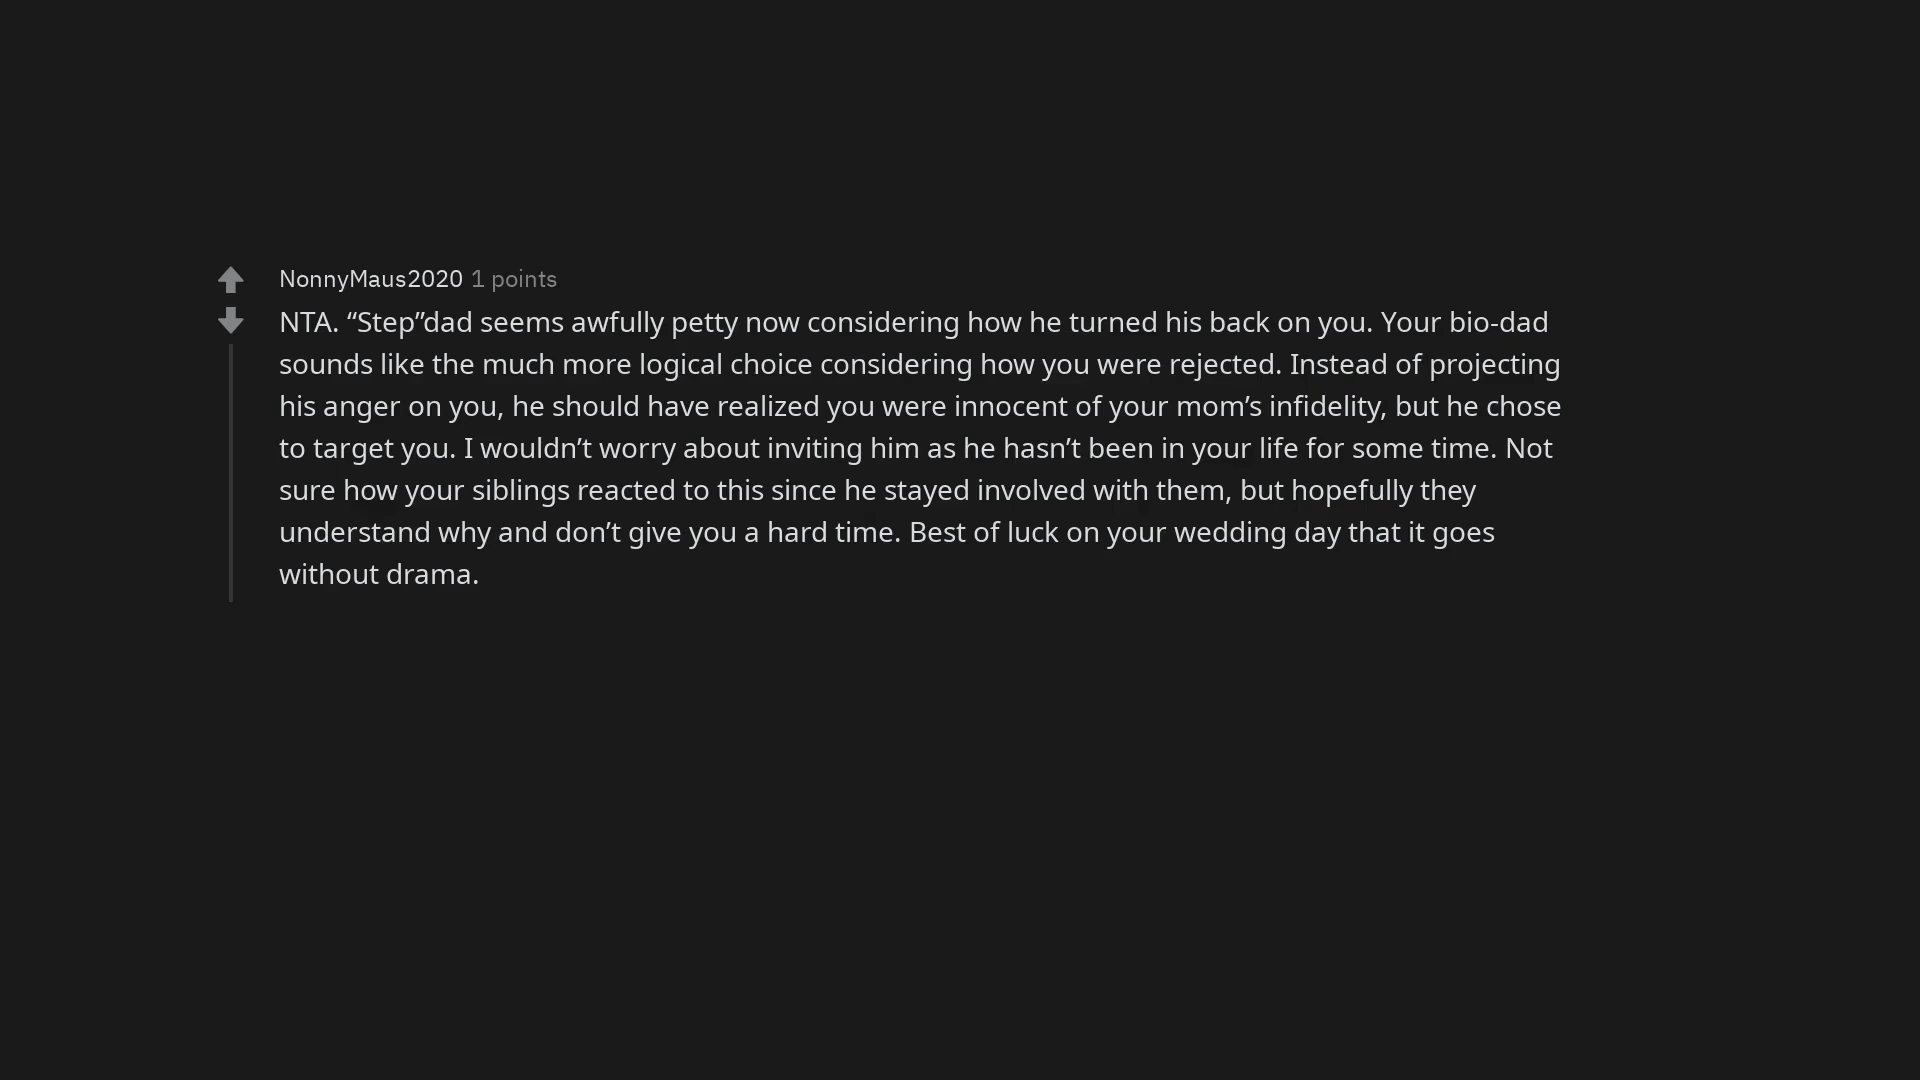 NonnyMaus2020 1 points
NTA. “Step”dad seems awfully petty now considering how he turned his back on you. Your bio-dad
sounds like the much more logical choice considering how you were rejected. Instead of projecting
his anger on you, he should have realized you were innocent of your mom’s infidelity, but he chose
to target you. I wouldn’t worry about inviting him as he hasn’t been in your life for some time. Not
sure how your siblings reacted to this since he stayed involved with them, but hopefully they
understand why and don’t give you a hard time. Best of luck on your wedding day that it goes
without drama.